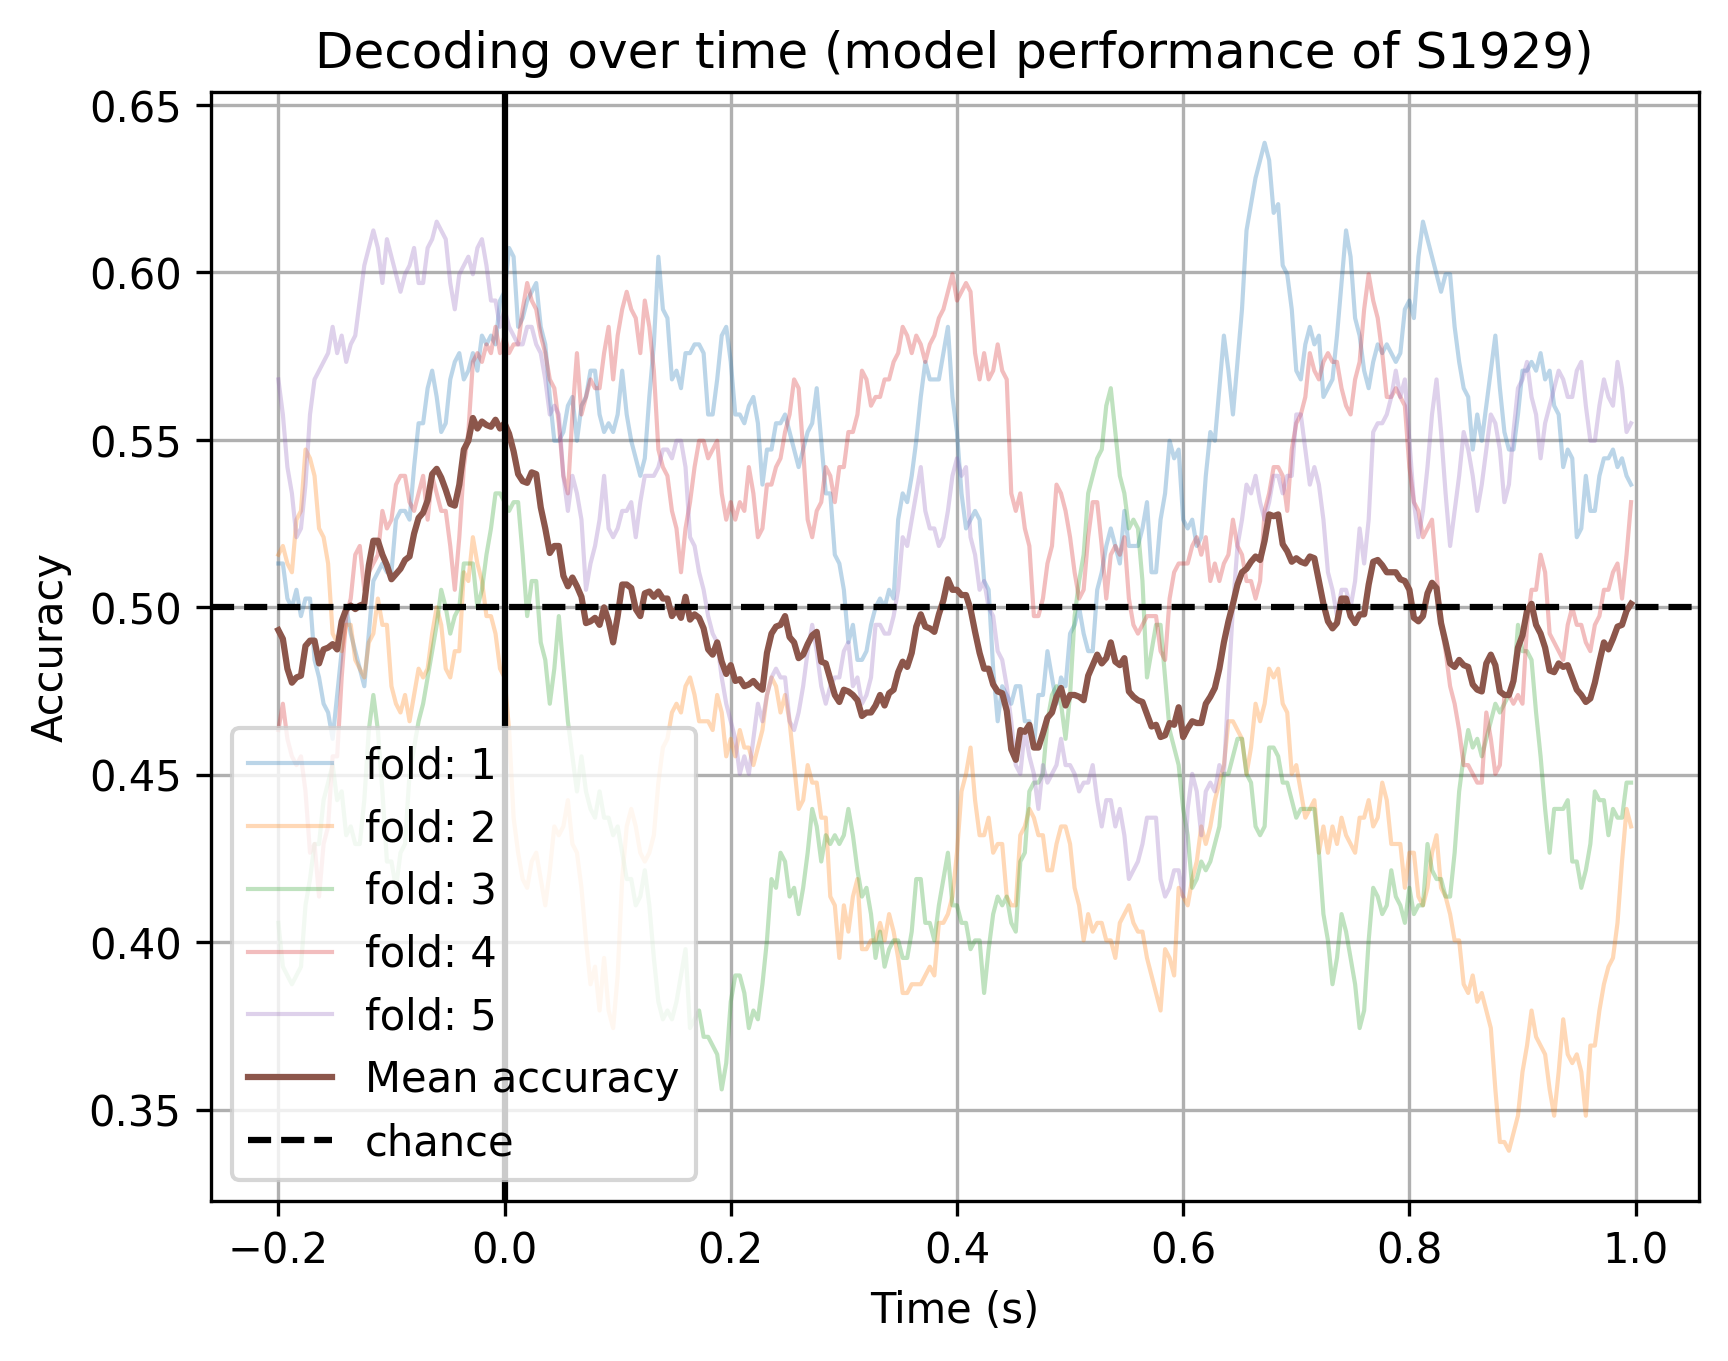 Decoding over time (model performance of S1929)
0.65
0.60
0.55
0.50
0.45
0.40
0.35
Accuracy
fold: 1
fold: 2
fold: 3
fold: 4
fold: 5
Mean accuracy
chance
−0.2 0.0 0.2 0.4 0.6 0.8 1.0
Time (s)